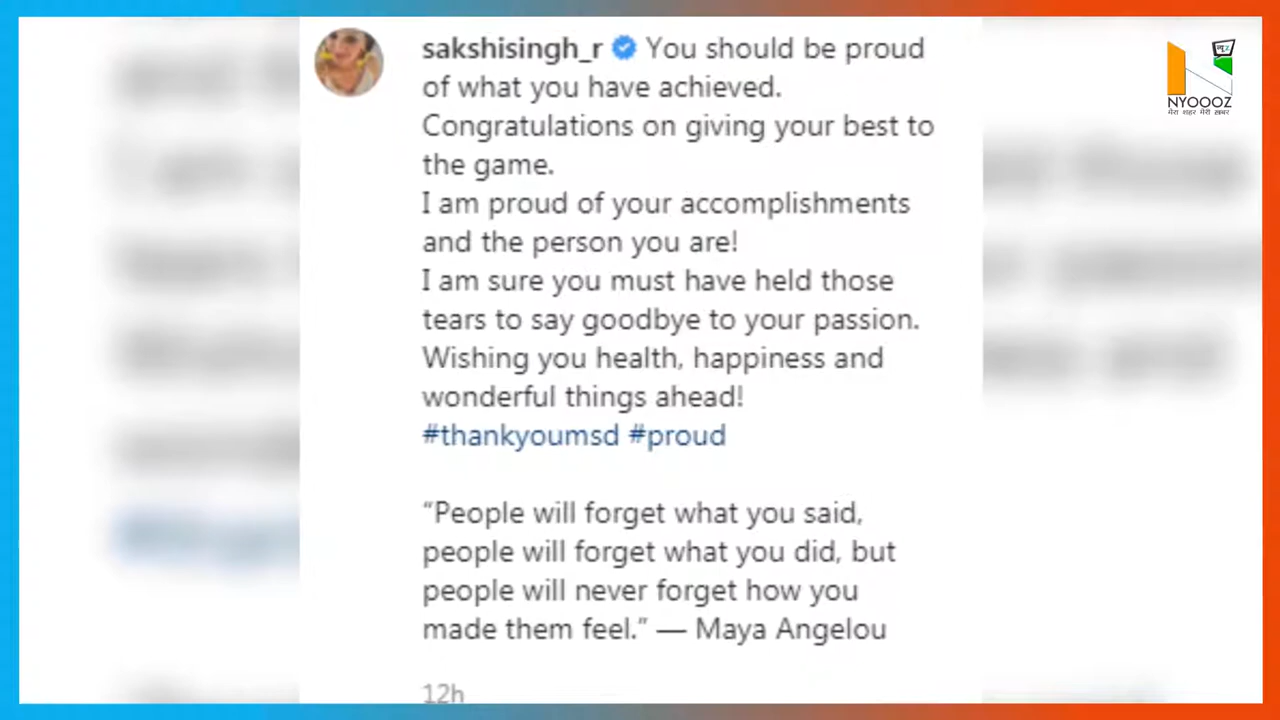 sakshisingh_r You should be proud
of what you have achieved.
Congratulations on giving your best to
the game.
I am proud of your accomplishments
and the person you are!
I am sure you must have held those
tears to say goodbye to your passion.
Wishing you health, happiness and
wonderful things ahead!
#thankyoumsd #proud
“People will forget what you said,
people will forget what you did, but
people will never forget how you
made them feel.” — Maya Angelou
12h
NYOOOZ
मेरा शहर मेरी ख़बर